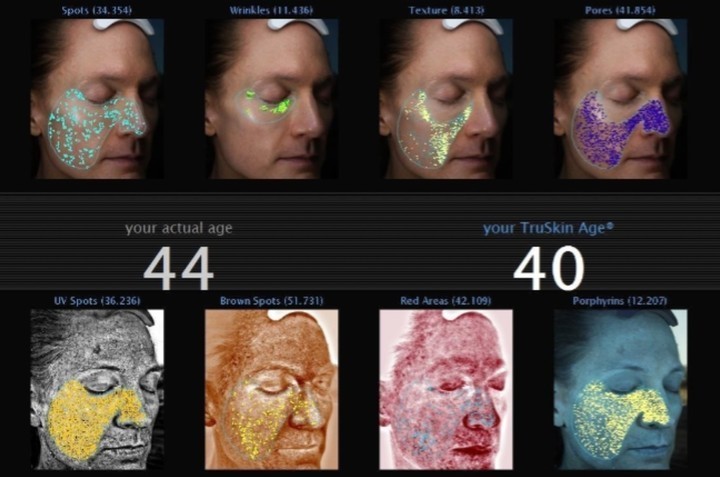 Spots (34.354)
Wrinkles (11.436)
Texture (8.413)
Pores (41.854)
your actual age
your TruSkin Age®
44
40
UV Spots (36.236)
Brown Spots (51.731)
Red Areas (42.109)
Porphyrins (12.207)